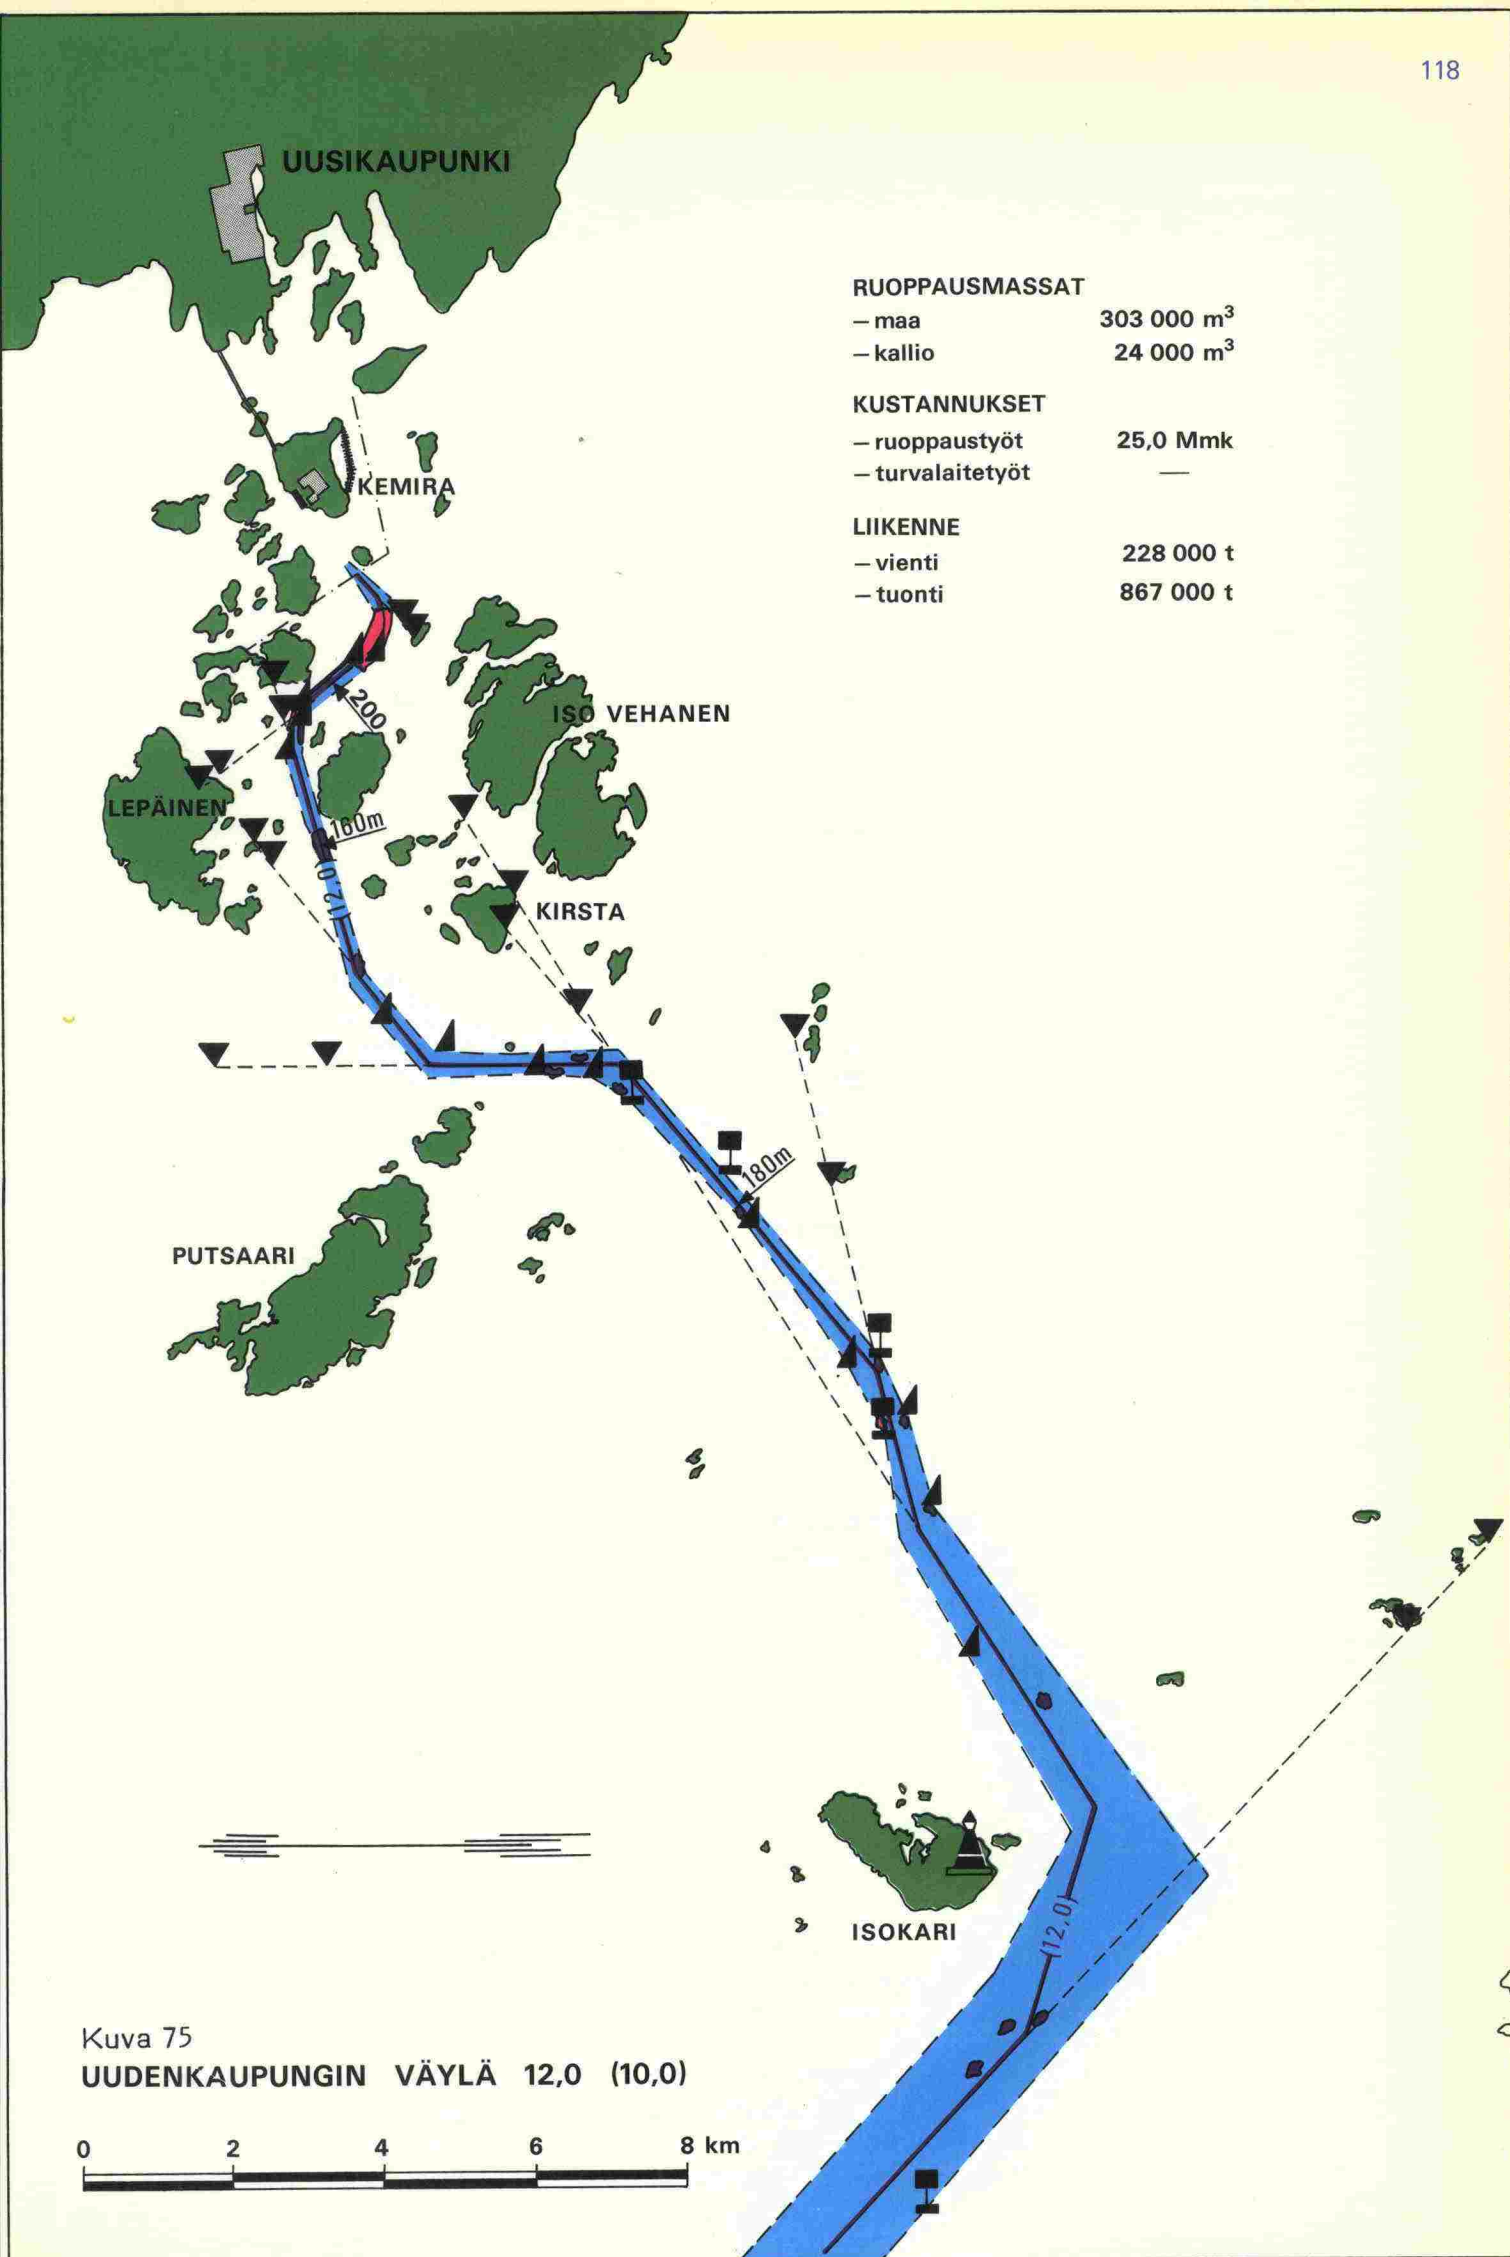 118
UUSIKAUPUNKI
RUOPPAUSMASSAT
— maa 303 000 m³
— kallio 24 000 m³
KUSTANNUKSET
— ruoppaustyöt 25,0 Mmk
— turvalaitetyöt —
LIIKENNE
— vienti 228 000 t
— tuonti 867 000 t
KEMIRA
200
ISO VEHANEN
LEPÄINEN
160m
(12,0)
KIRSTA
180m
PUTSAARI
ISOKARI
(12,0)
Kuva 75
UUDENKAUPUNGIN VÄYLÄ 12,0 (10,0)
0 2 4 6 8 km